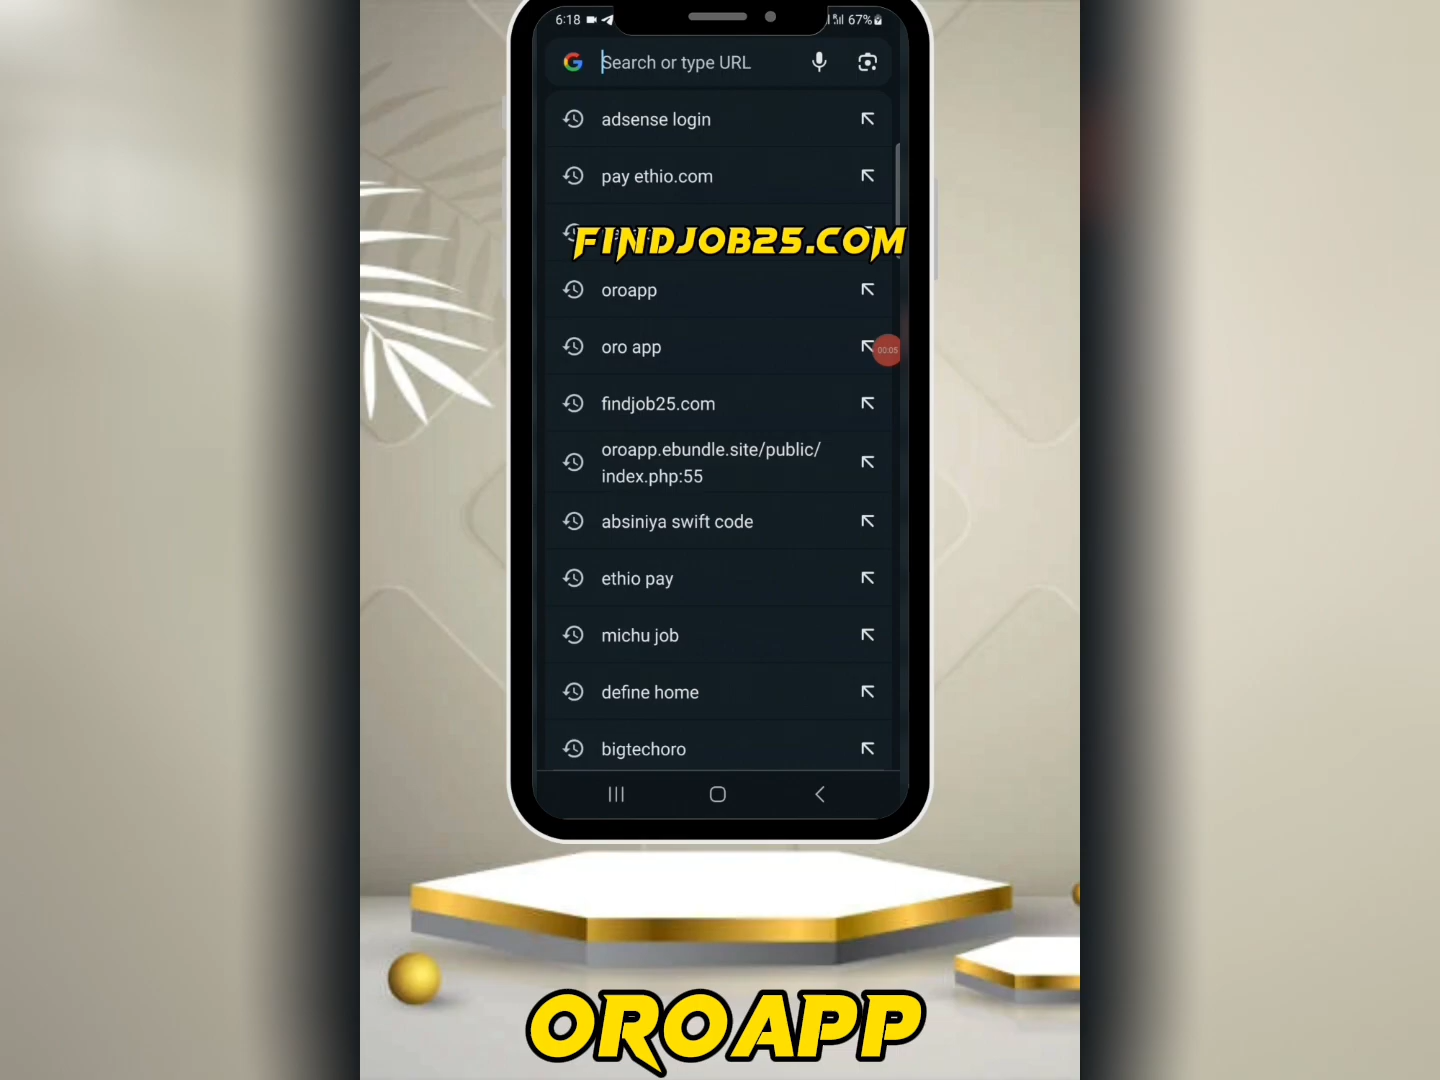 6:18
67%
Search or type URL
adsense login
pay ethio.com
FINDJOB25.COM
oroapp
oro app
00:05
findjob25.com
oroapp.ebundle.site/public/
index.php:55
absiniya swift code
ethio pay
michu job
define home
bigtechoro
OROAPP